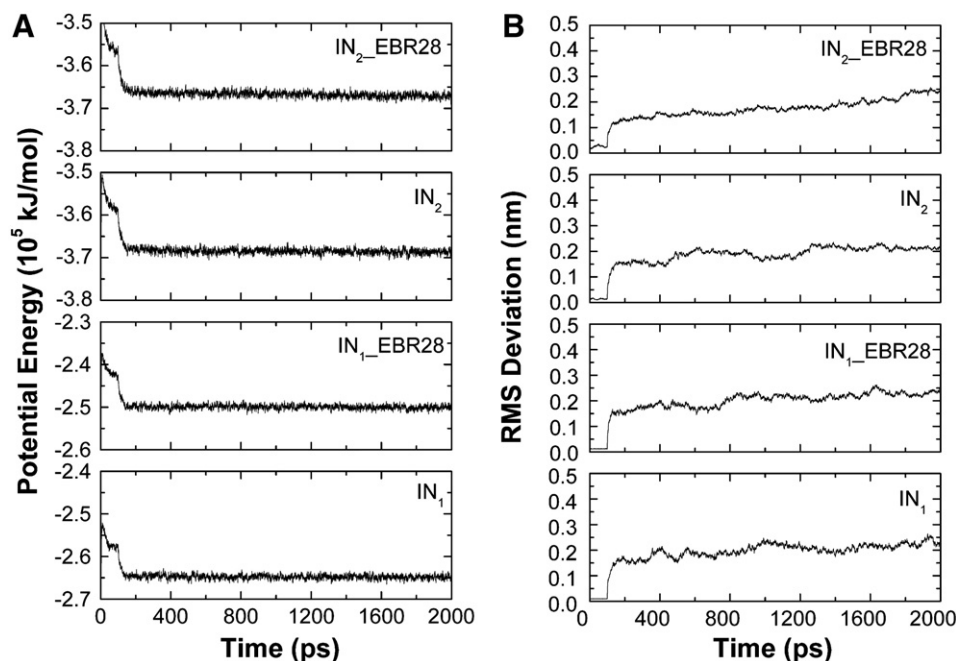 A
Potential Energy (10⁵ kJ/mol)
-3.5
-3.6
-3.7
-3.8
IN₂_EBR28
-3.5
-3.6
-3.7
-3.8
IN₂
-2.3
-2.4
-2.5
-2.6
IN₁_EBR28
-2.4
-2.5
-2.6
-2.7
IN₁
0 400 800 1200 1600 2000
Time (ps)
B
RMS Deviation (nm)
0.5
0.4
0.3
0.2
0.1
0.0
IN₂_EBR28
0.5
0.4
0.3
0.2
0.1
0.0
IN₂
0.5
0.4
0.3
0.2
0.1
0.0
IN₁_EBR28
0.5
0.4
0.3
0.2
0.1
0.0
IN₁
400 800 1200 1600 2000
Time (ps)